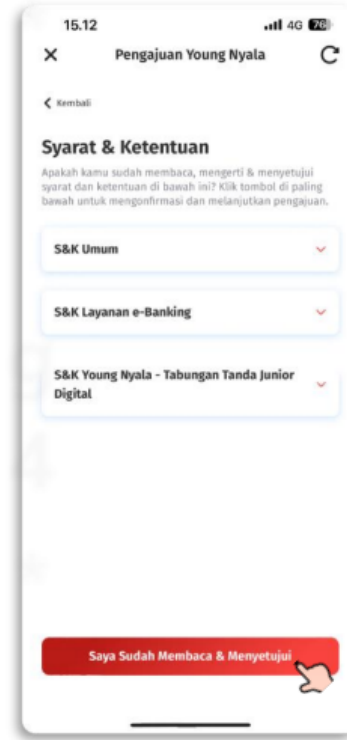 15.12
4G 76
Pengajuan Young Nyala
Kembali
Syarat & Ketentuan
Apakah kamu sudah membaca, mengerti & menyetujui
syarat dan ketentuan di bawah ini? Klik tombol di paling
bawah untuk mengonfirmasi dan melanjutkan pengajuan.
S&K Umum
S&K Layanan e-Banking
S&K Young Nyala - Tabungan Tanda Junior
Digital
Saya Sudah Membaca & Menyetujui